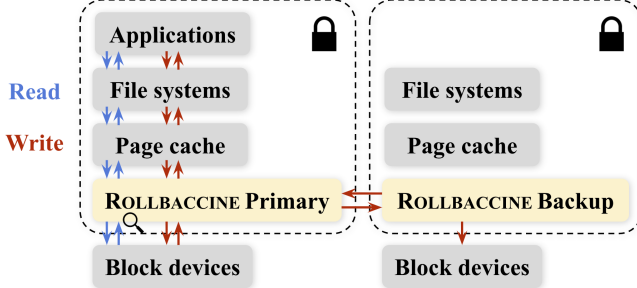 Applications
Read
File systems
File systems
Write
Page cache
Page cache
ROLLBACCINE Primary
ROLLBACCINE Backup
Block devices
Block devices